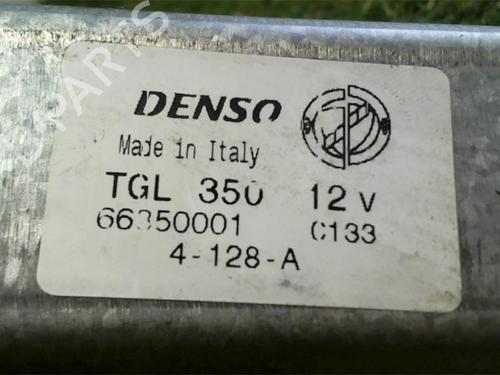 DENSO
Made in Italy
TGL 350 12 V
66350001 C133
4-128-A